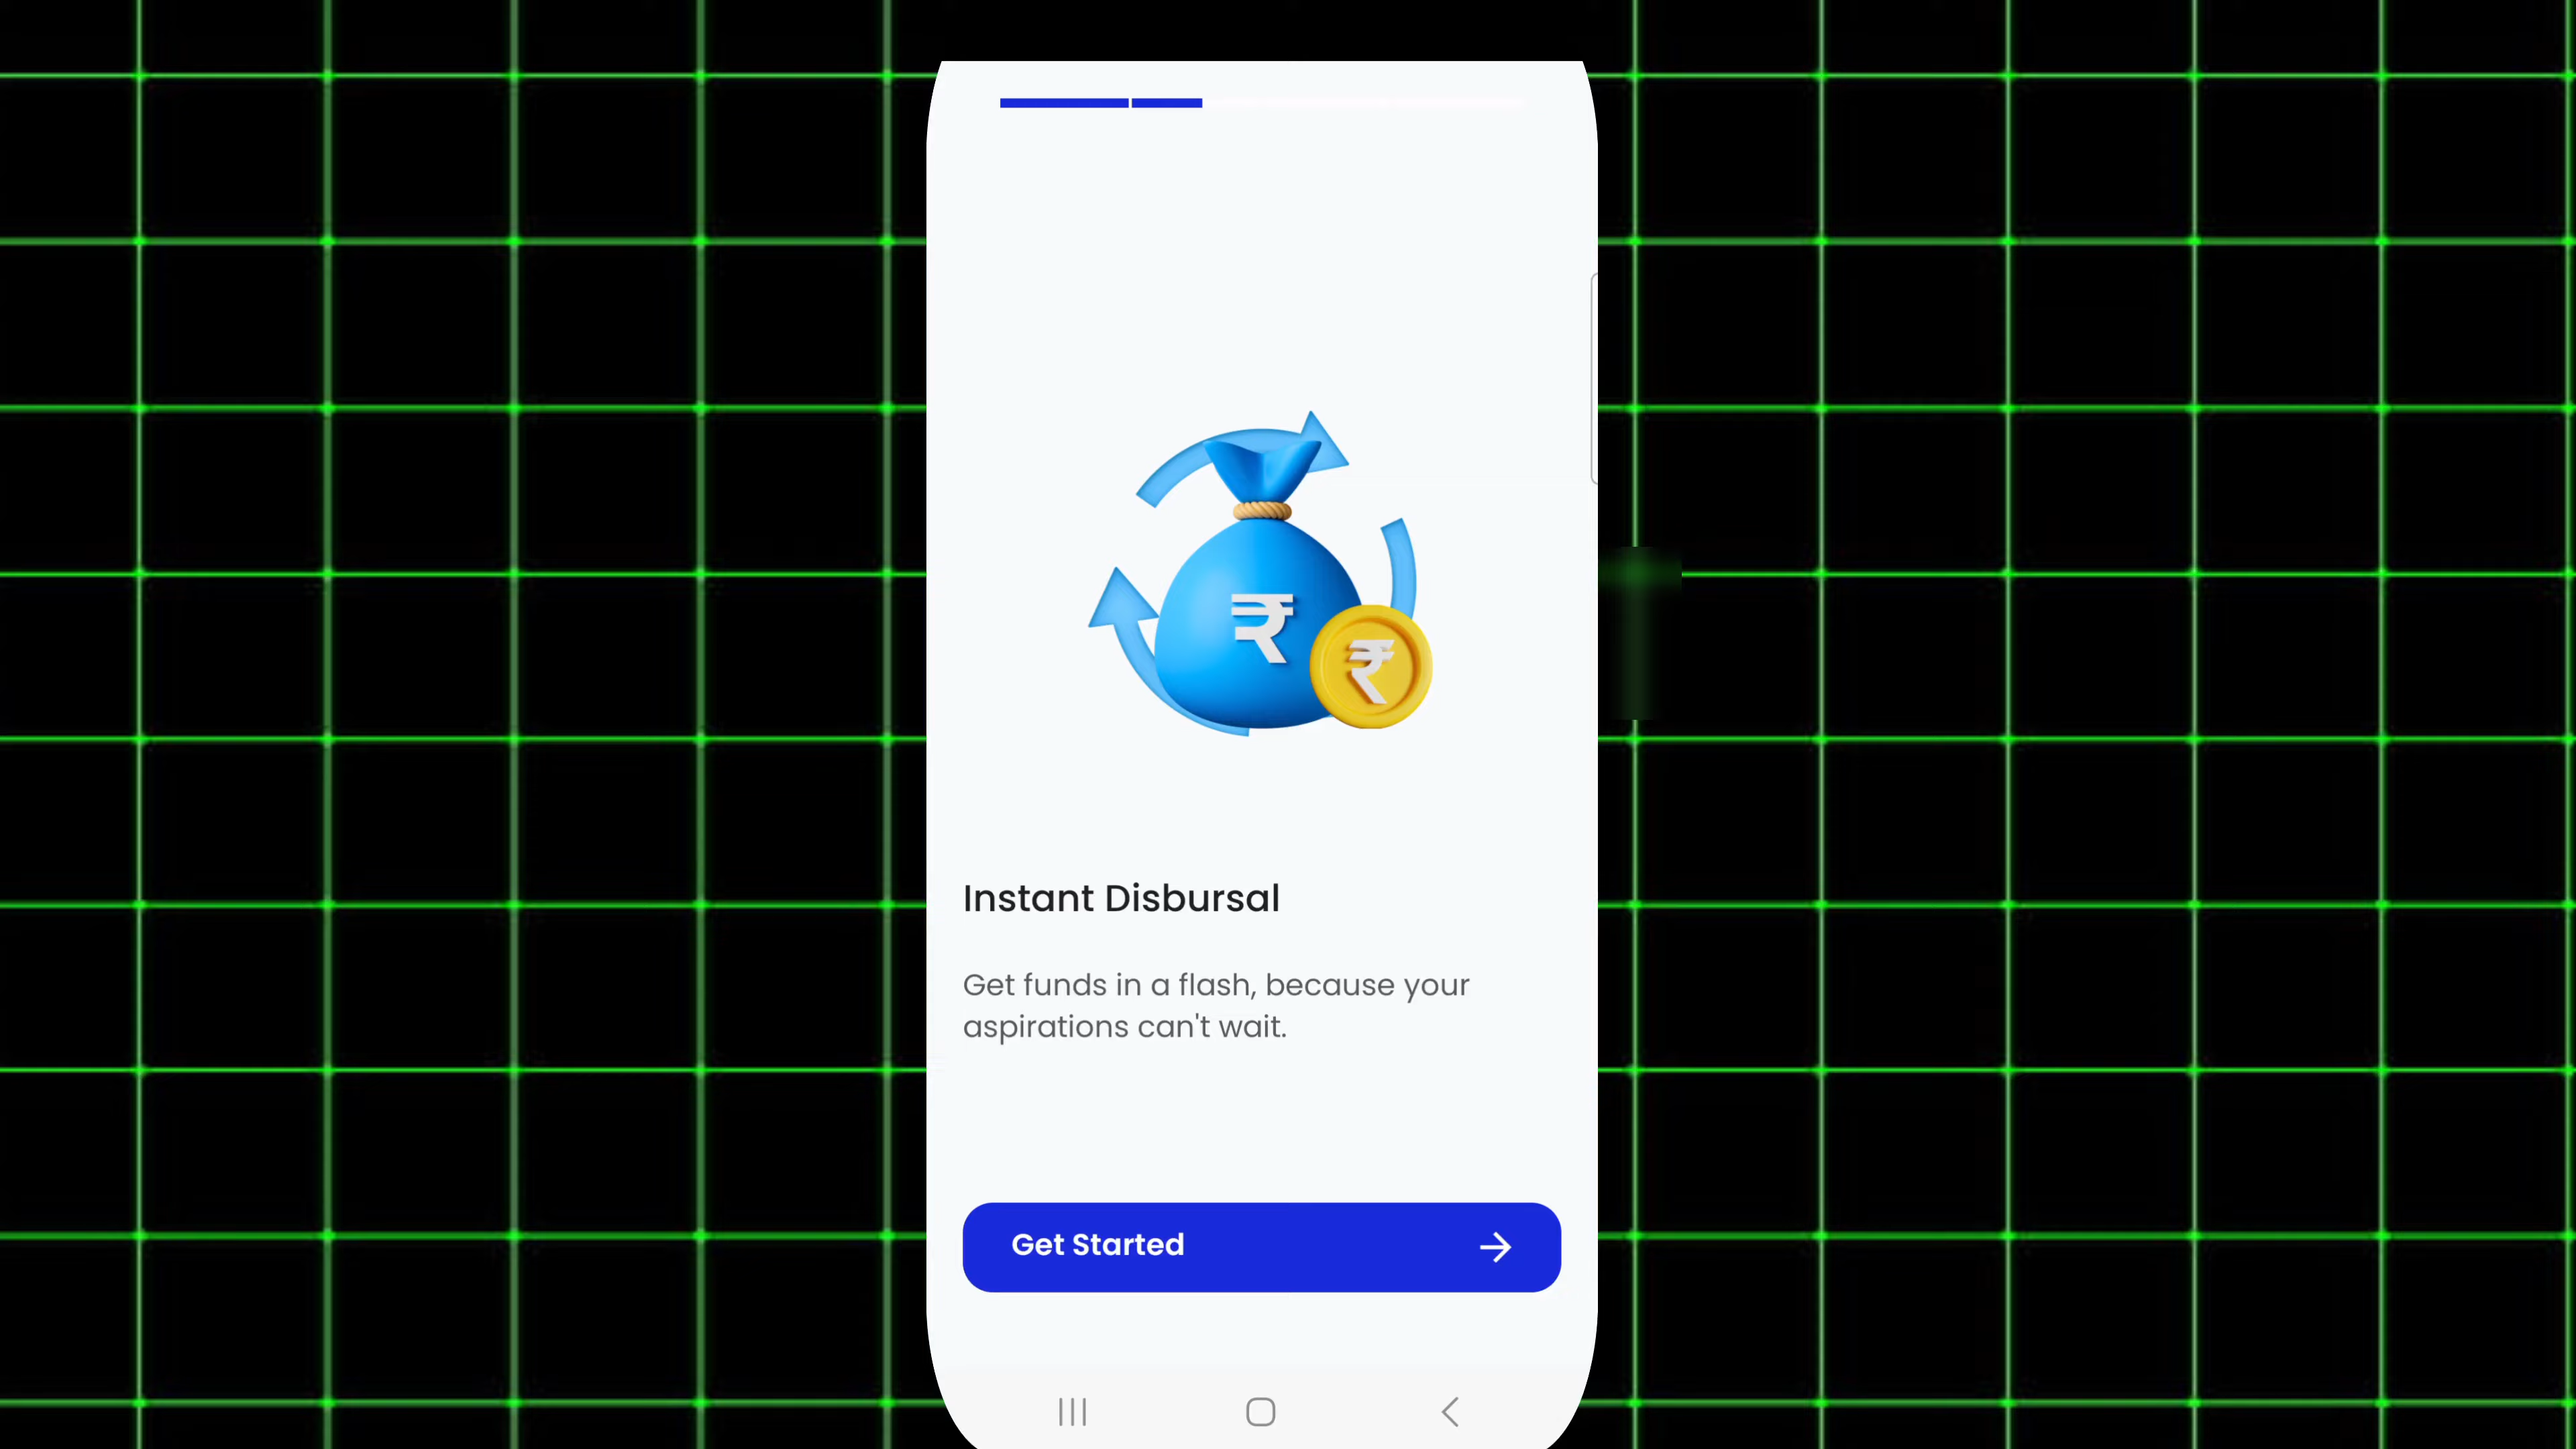 ₹
₹
Instant Disbursal
Get funds in a flash, because your
aspirations can't wait.
Get Started